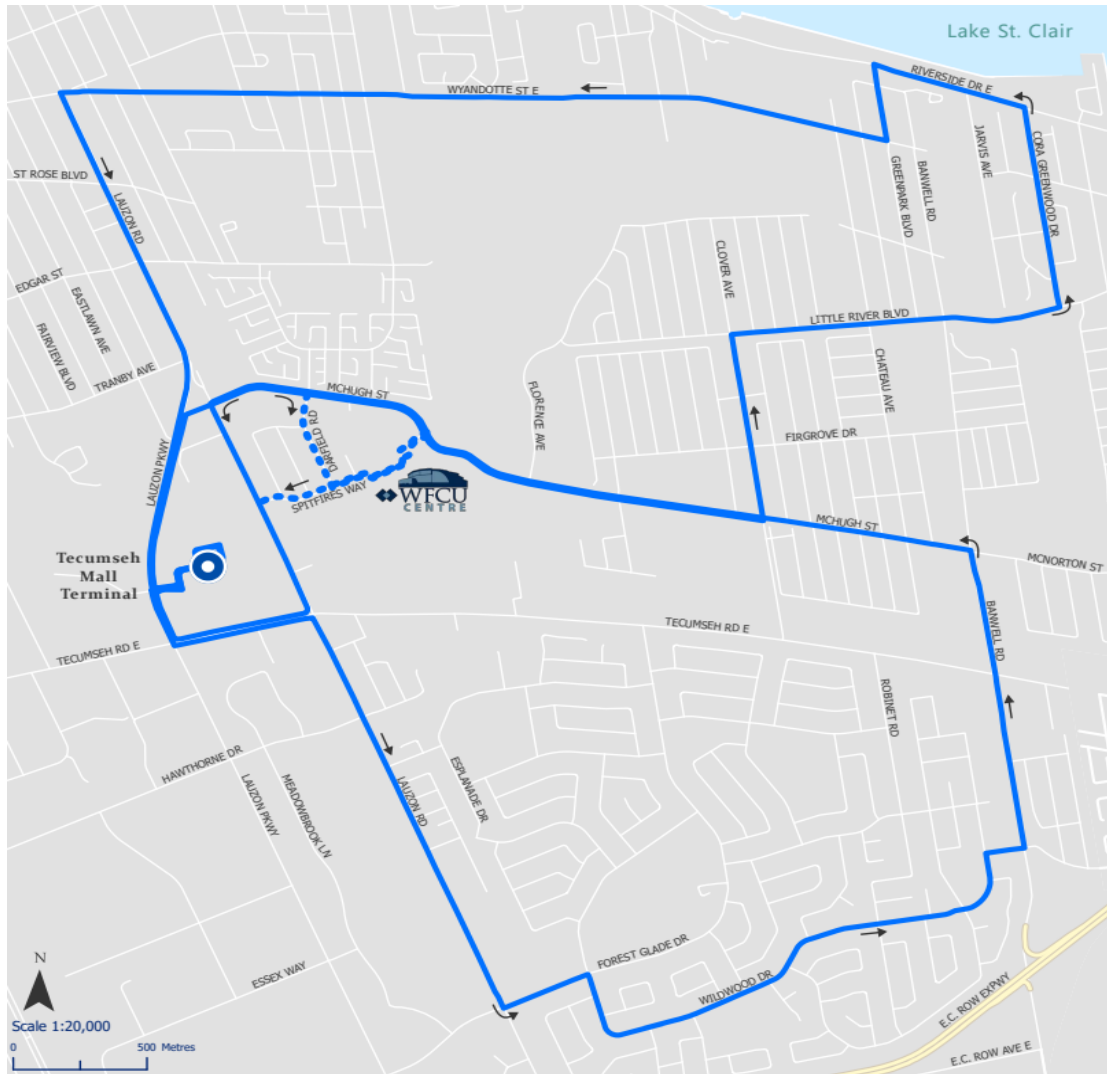 Lake St. Clair
RIVERSIDE DR E
WYANDOTTE ST E
JARVIS AVE
CORA GREENWOOD DR
BANWELL RD
GREENPARK BLVD
ST ROSE BLVD
LAUZON RD
CLOVER AVE
EDGAR ST
EASTLAWN AVE
FAIRVIEW BLVD
LITTLE RIVER BLVD
TRANBY AVE
CHATEAU AVE
MCHUGH ST
FLORENCE AVE
DARFIELD RD
FIRGROVE DR
LAUZON PKWY
SPITFIRES WAY
WFCU
CENTRE
MCHUGH ST
MCNORTON ST
Tecumseh
Mall
Terminal
BANWELL RD
TECUMSEH RD E
TECUMSEH RD E
ROBINET RD
HAWTHORNE DR
ESPLANADE DR
LAUZON RD
LAUZON PKWY
MEADOWBROOK LN
FOREST GLADE DR
ESSEX WAY
WILDWOOD DR
E.C. ROW EXPWY
N
Scale 1:20,000
0 500 Metres
E.C. ROW AVE E